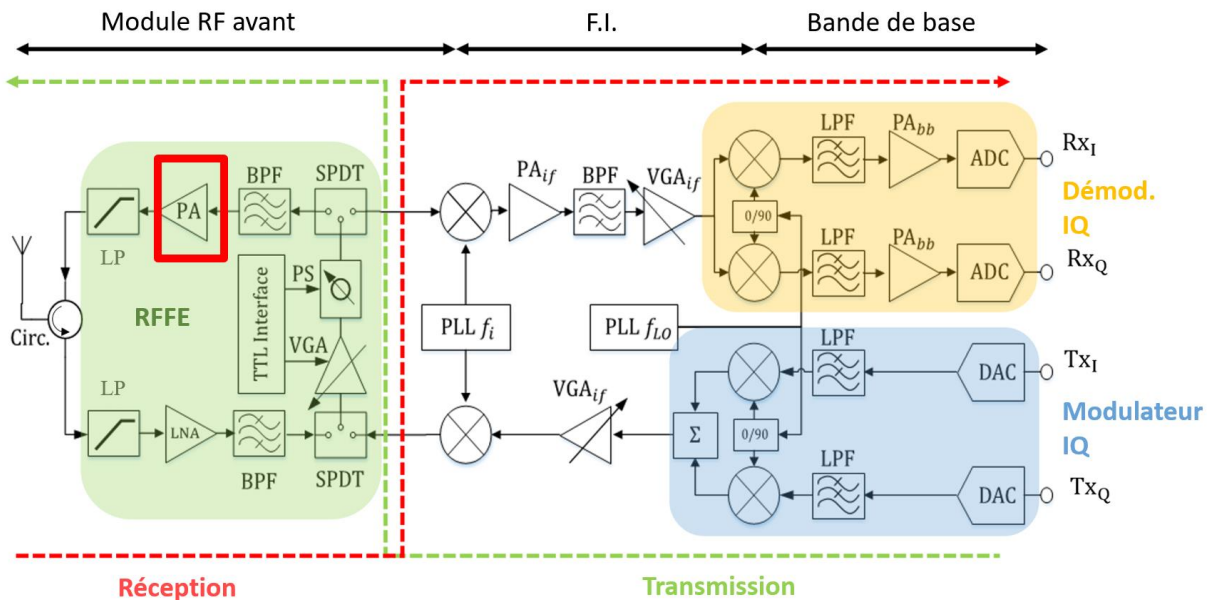 Module RF avant
F.I.
Bande de base
LP
PA
BPF
SPDT
PA_if
BPF
VGA_if
LPF
PA_bb
ADC
Rx_I
0/90
Démod.
IQ
LPF
PA_bb
ADC
Rx_Q
Circ.
RFFE
TTL Interface
PS
VGA
PLL f_i
PLL f_LO
LP
LNA
BPF
SPDT
VGA_if
Σ
0/90
LPF
DAC
Tx_I
Modulateur
IQ
LPF
DAC
Tx_Q
Réception
Transmission